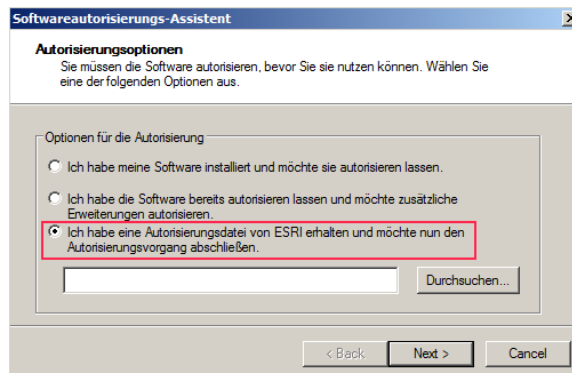 Softwareautorisierungs-Assistent
Autorisierungsoptionen
Sie müssen die Software autorisieren, bevor Sie sie nutzen können. Wählen Sie
eine der folgenden Optionen aus.
Optionen für die Autorisierung
Ich habe meine Software installiert und möchte sie autorisieren lassen.
Ich habe die Software bereits autorisieren lassen und möchte zusätzliche
Erweiterungen autorisieren.
Ich habe eine Autorisierungsdatei von ESRI erhalten und möchte nun den
Autorisierungsvorgang abschließen.
Durchsuchen...
< Back Next > Cancel